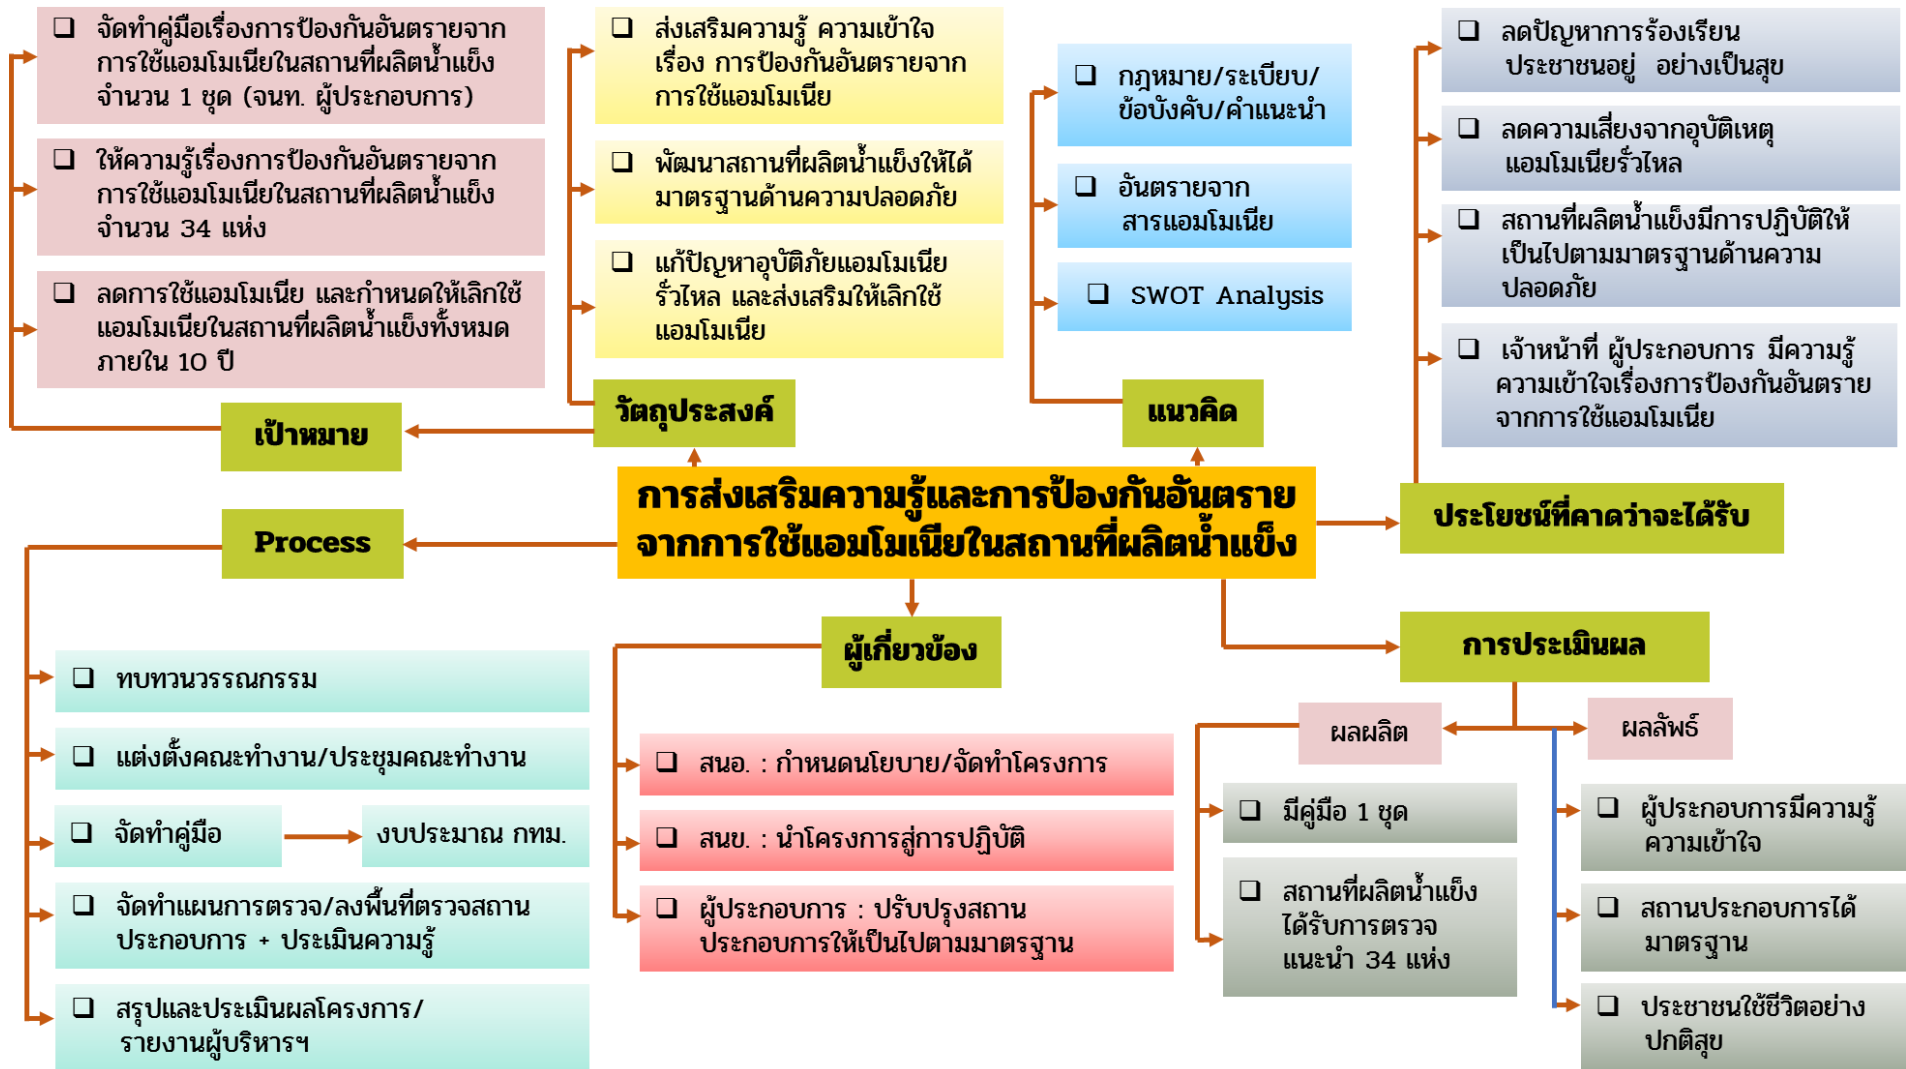 จัดทำคู่มือเรื่องการป้องกันอันตรายจาก
การใช้แอมโมเนียในสถานที่ผลิตน้ำแข็ง
จำนวน 1 ชุด (จนท. ผู้ประกอบการ)
ให้ความรู้เรื่องการป้องกันอันตรายจาก
การใช้แอมโมเนียในสถานที่ผลิตน้ำแข็ง
จำนวน 34 แห่ง
ลดการใช้แอมโมเนีย และกำหนดให้เลิกใช้
แอมโมเนียในสถานที่ผลิตน้ำแข็งทั้งหมด
ภายใน 10 ปี
เป้าหมาย
ส่งเสริมความรู้ ความเข้าใจ
เรื่อง การป้องกันอันตรายจาก
การใช้แอมโมเนีย
พัฒนาสถานที่ผลิตน้ำแข็งให้ได้
มาตรฐานด้านความปลอดภัย
แก้ปัญหาอุบัติภัยแอมโมเนีย
รั่วไหล และส่งเสริมให้เลิกใช้
แอมโมเนีย
วัตถุประสงค์
กฎหมาย/ระเบียบ/
ข้อบังคับ/คำแนะนำ
อันตรายจาก
สารแอมโมเนีย
SWOT Analysis
แนวคิด
ลดปัญหาการร้องเรียน
ประชาชนอยู่ อย่างเป็นสุข
ลดความเสี่ยงจากอุบัติเหตุ
แอมโมเนียรั่วไหล
สถานที่ผลิตน้ำแข็งมีการปฏิบัติให้
เป็นไปตามมาตรฐานด้านความ
ปลอดภัย
เจ้าหน้าที่ ผู้ประกอบการ มีความรู้
ความเข้าใจเรื่องการป้องกันอันตราย
จากการใช้แอมโมเนีย
ประโยชน์ที่คาดว่าจะได้รับ
การส่งเสริมความรู้และการป้องกันอันตราย
จากการใช้แอมโมเนียในสถานที่ผลิตน้ำแข็ง
Process
ทบทวนวรรณกรรม
แต่งตั้งคณะทำงาน/ประชุมคณะทำงาน
จัดทำคู่มือ
งบประมาณ กทม.
จัดทำแผนการตรวจ/ลงพื้นที่ตรวจสถาน
ประกอบการ + ประเมินความรู้
สรุปและประเมินผลโครงการ/
รายงานผู้บริหารฯ
ผู้เกี่ยวข้อง
สนอ. : กำหนดนโยบาย/จัดทำโครงการ
สนข. : นำโครงการสู่การปฏิบัติ
ผู้ประกอบการ : ปรับปรุงสถาน
ประกอบการให้เป็นไปตามมาตรฐาน
การประเมินผล
ผลผลิต
มีคู่มือ 1 ชุด
สถานที่ผลิตน้ำแข็ง
ได้รับการตรวจ
แนะนำ 34 แห่ง
ผลลัพธ์
ผู้ประกอบการมีความรู้
ความเข้าใจ
สถานประกอบการได้
มาตรฐาน
ประชาชนใช้ชีวิตอย่าง
ปกติสุข